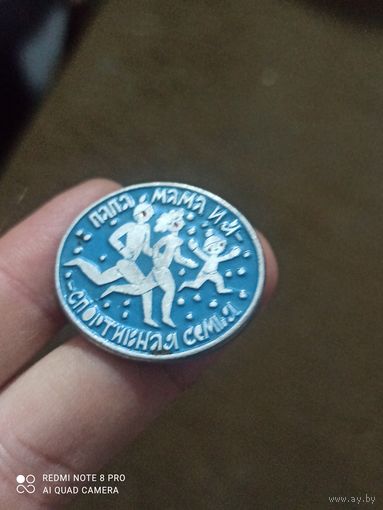 ПАПА МАМА И Я -
- СПОРТИВНАЯ СЕМЬЯ
REDMI NOTE 8 PRO
AI QUAD CAMERA
www.ay.by